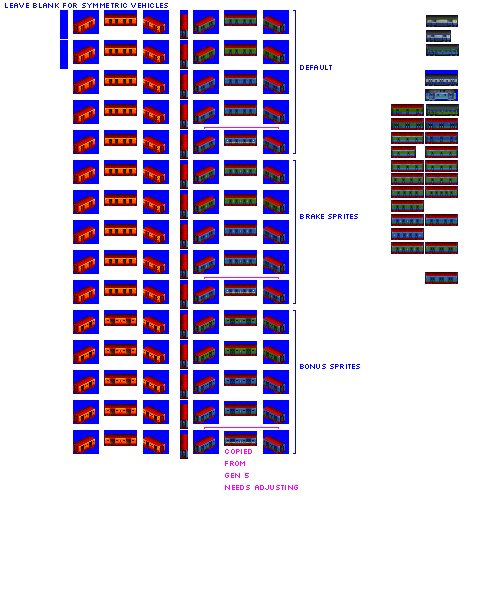 LEAVE BLANK FOR SYMMETRIC VEHICLES
DEFAULT
BRAKE SPRITES
BONUS SPRITES
COPIED
FROM
GEN 5
NEEDS ADJUSTING